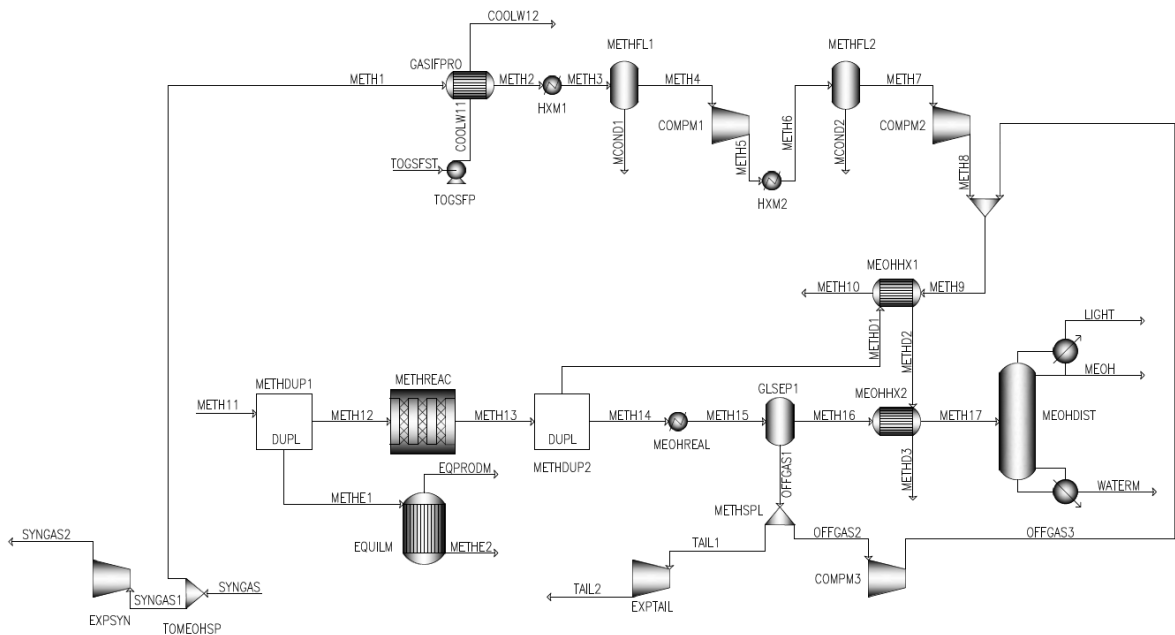 COOLW12
METHFL1
METHFL2
GASIFPRO
METH1
METH2
METH3
METH4
METH7
HXM1
COOLW11
COMPM1
METH6
COMPM2
MCOND1
METH5
MCOND2
METH8
TOGSFST
TOGSFP
HXM2
MEOHHX1
METH10
METH9
METHD1
METHD2
LIGHT
MEOH
METHDUP1
METHREAC
GLSEP1
MEOHHX2
METH11
METH12
METH13
METH14
METH15
METH16
METH17
MEOHDIST
DUPL
DUPL
MEOHREAL
METHDUP2
EQPRODM
OFFGAS1
METHD3
METHE1
WATERM
METHSPL
SYNGAS2
EQUILM
METHE2
TAIL1
OFFGAS2
OFFGAS3
SYNGAS1
SYNGAS
TAIL2
COMPM3
EXPSYN
TOMEOHSP
EXPTAIL